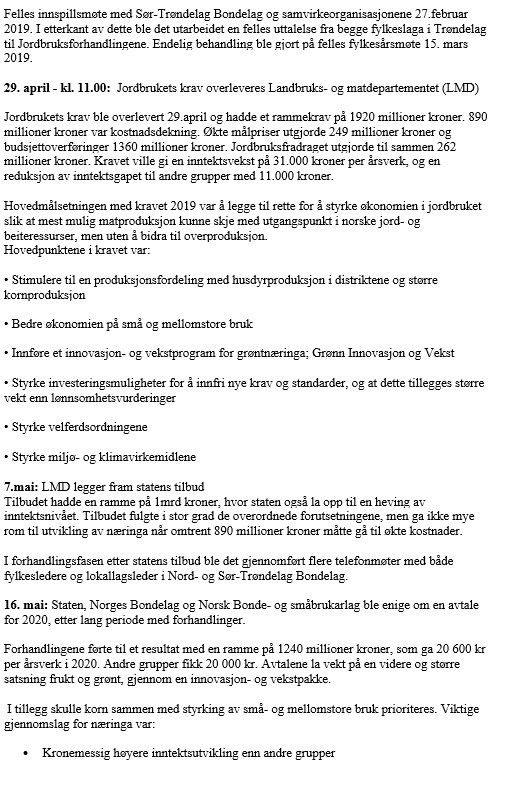 Felles innspillsmøte med Sør-Trøndelag Bondelag og samvirkeorganisasjonene 27.februar
2019. I etterkant av dette ble det utarbeidet en felles uttalelse fra begge fylkeslaga i Trøndelag
til Jordbruksforhandlingene. Endelig behandling ble gjort på felles fylkesårsmøte 15. mars
2019.
29. april - kl. 11.00: Jordbrukets krav overleveres Landbruks- og matdepartementet (LMD)
Jordbrukets krav ble overlevert 29.april og hadde et rammekrav på 1920 millioner kroner. 890
millioner kroner var kostnadsdekning. Økte målpriser utgjorde 249 millioner kroner og
budsjettoverføringer 1360 millioner kroner. Jordbruksfradraget utgjorde til sammen 262
millioner kroner. Kravet ville gi en inntektsvekst på 31.000 kroner per årsverk, og en
reduksjon av inntektsgapet til andre grupper med 11.000 kroner.
Hovedmålsetningen med kravet 2019 var å legge til rette for å styrke økonomien i jordbruket
slik at mest mulig matproduksjon kunne skje med utgangspunkt i norske jord- og
beiteressurser, men uten å bidra til overproduksjon.
Hovedpunktene i kravet var:
• Stimulere til en produksjonsfordeling med husdyrproduksjon i distriktene og større
kornproduksjon
• Bedre økonomien på små og mellomstore bruk
• Innføre et innovasjon- og vekstprogram for grøntnæringa; Grønn Innovasjon og Vekst
• Styrke investeringsmuligheter for å innfri nye krav og standarder, og at dette tillegges større
vekt enn lønnsomhetsvurderinger
• Styrke velferdsordningene
• Styrke miljø- og klimavirkemidlene
7.mai: LMD legger fram statens tilbud
Tilbudet hadde en ramme på 1mrd kroner, hvor staten også la opp til en heving av
inntektsnivået. Tilbudet fulgte i stor grad de overordnede forutsetningene, men ga ikke mye
rom til utvikling av næringa når omtrent 890 millioner kroner måtte gå til økte kostnader.
I forhandlingsfasen etter statens tilbud ble det gjennomført flere telefonmøter med både
fylkesledere og lokallagsleder i Nord- og Sør-Trøndelag Bondelag.
16. mai: Staten, Norges Bondelag og Norsk Bonde- og småbrukarlag ble enige om en avtale
for 2020, etter lang periode med forhandlinger.
Forhandlingene førte til et resultat med en ramme på 1240 millioner kroner, som ga 20 600 kr
per årsverk i 2020. Andre grupper fikk 20 000 kr. Avtalene la vekt på en videre og større
satsning frukt og grønt, gjennom en innovasjon- og vekstpakke.
I tillegg skulle korn sammen med styrking av små- og mellomstore bruk prioriteres. Viktige
gjennomslag for næringa var:
• Kronemessig høyere inntektsutvikling enn andre grupper